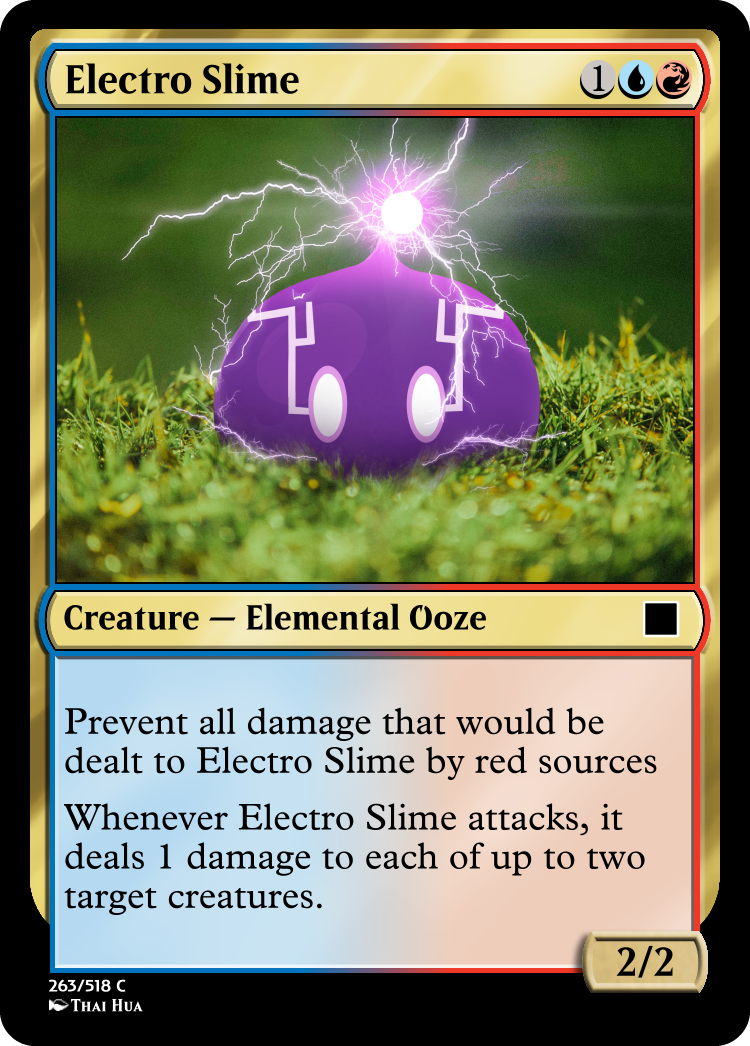 Electro Slime 1
Creature — Elemental Ooze
Prevent all damage that would be
dealt to Electro Slime by red sources
Whenever Electro Slime attacks, it
deals 1 damage to each of up to two
target creatures.
2/2
263/518 C
Thai Hua